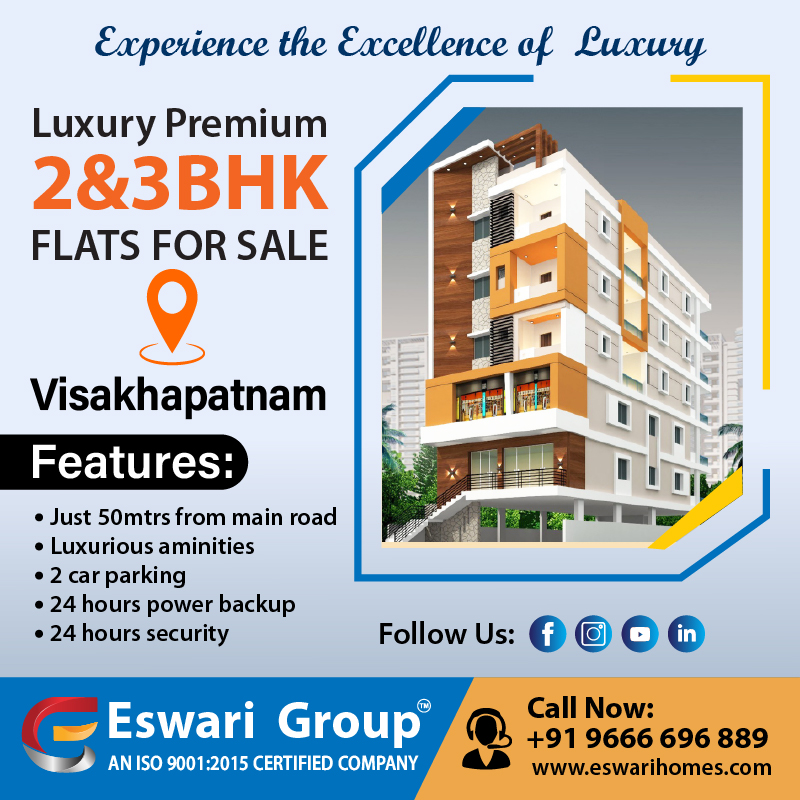 Experience the Excellence of Luxury
Luxury Premium
2&3BHK
FLATS FOR SALE
Visakhapatnam
Features:
• Just 50mtrs from main road
• Luxurious aminities
• 2 car parking
• 24 hours power backup
• 24 hours security
Follow Us:
Eswari Group™
AN ISO 9001:2015 CERTIFIED COMPANY
Call Now:
+91 9666 696 889
www.eswarihomes.com